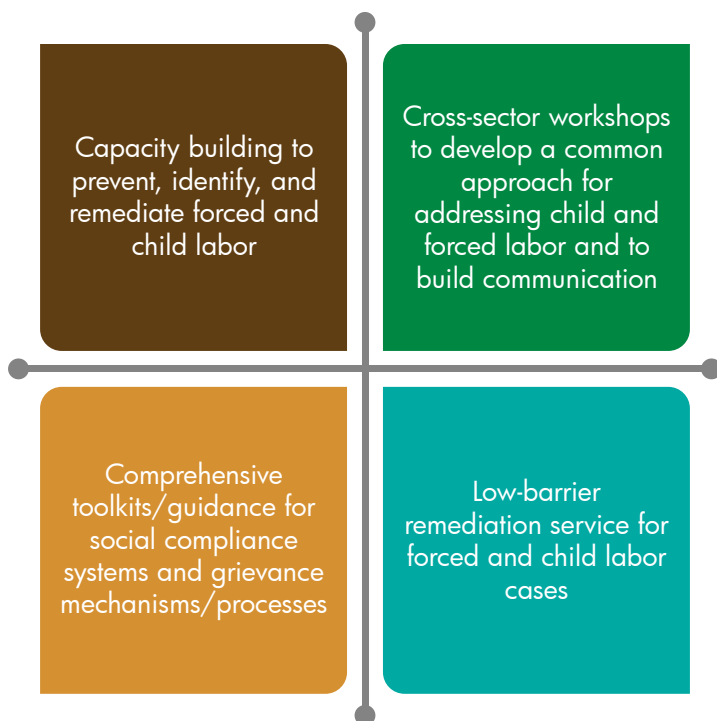 Capacity building to
prevent, identify, and
remediate forced and
child labor
Cross-sector workshops
to develop a common
approach for
addressing child and
forced labor and to
build communication
Comprehensive
toolkits/guidance for
social compliance
systems and grievance
mechanisms/processes
Low-barrier
remediation service for
forced and child labor
cases